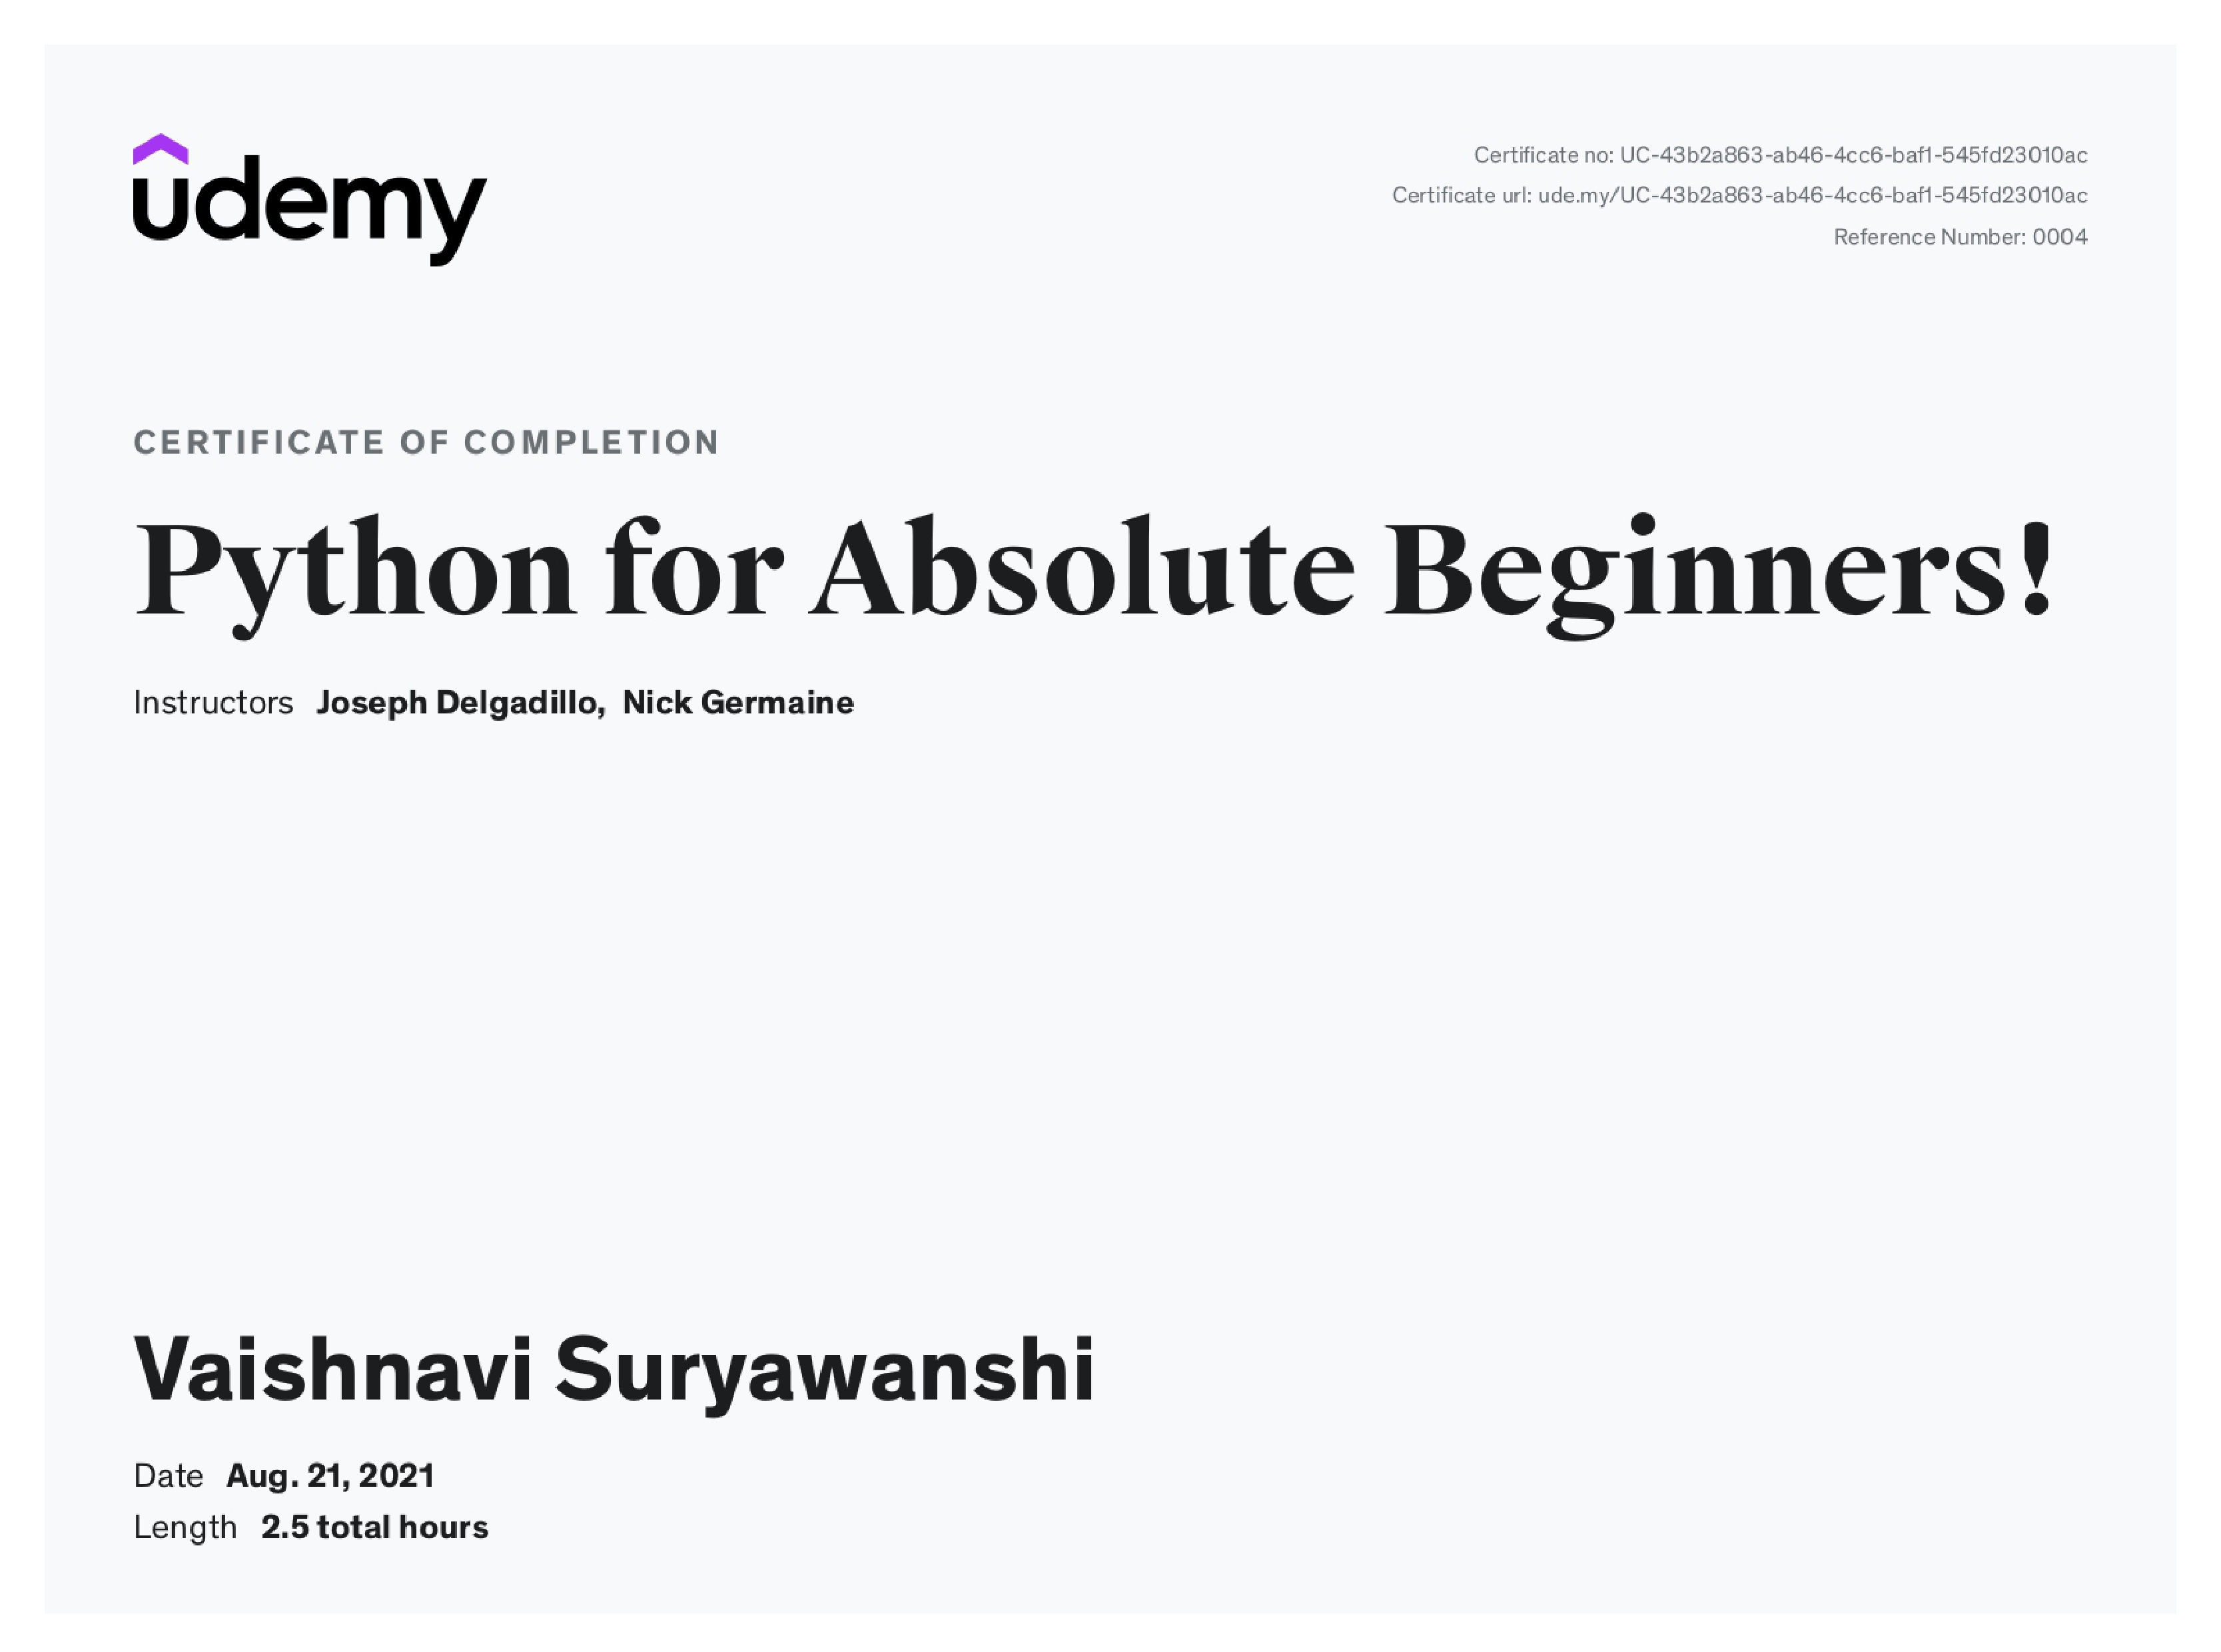 udemy
Certificate no: UC-43b2a863-ab46-4cc6-baf1-545fd23010ac
Certificate url: ude.my/UC-43b2a863-ab46-4cc6-baf1-545fd23010ac
Reference Number: 0004
CERTIFICATE OF COMPLETION
Python for Absolute Beginners!
Instructors Joseph Delgadillo, Nick Germaine
Vaishnavi Suryawanshi
Date Aug. 21, 2021
Length 2.5 total hours